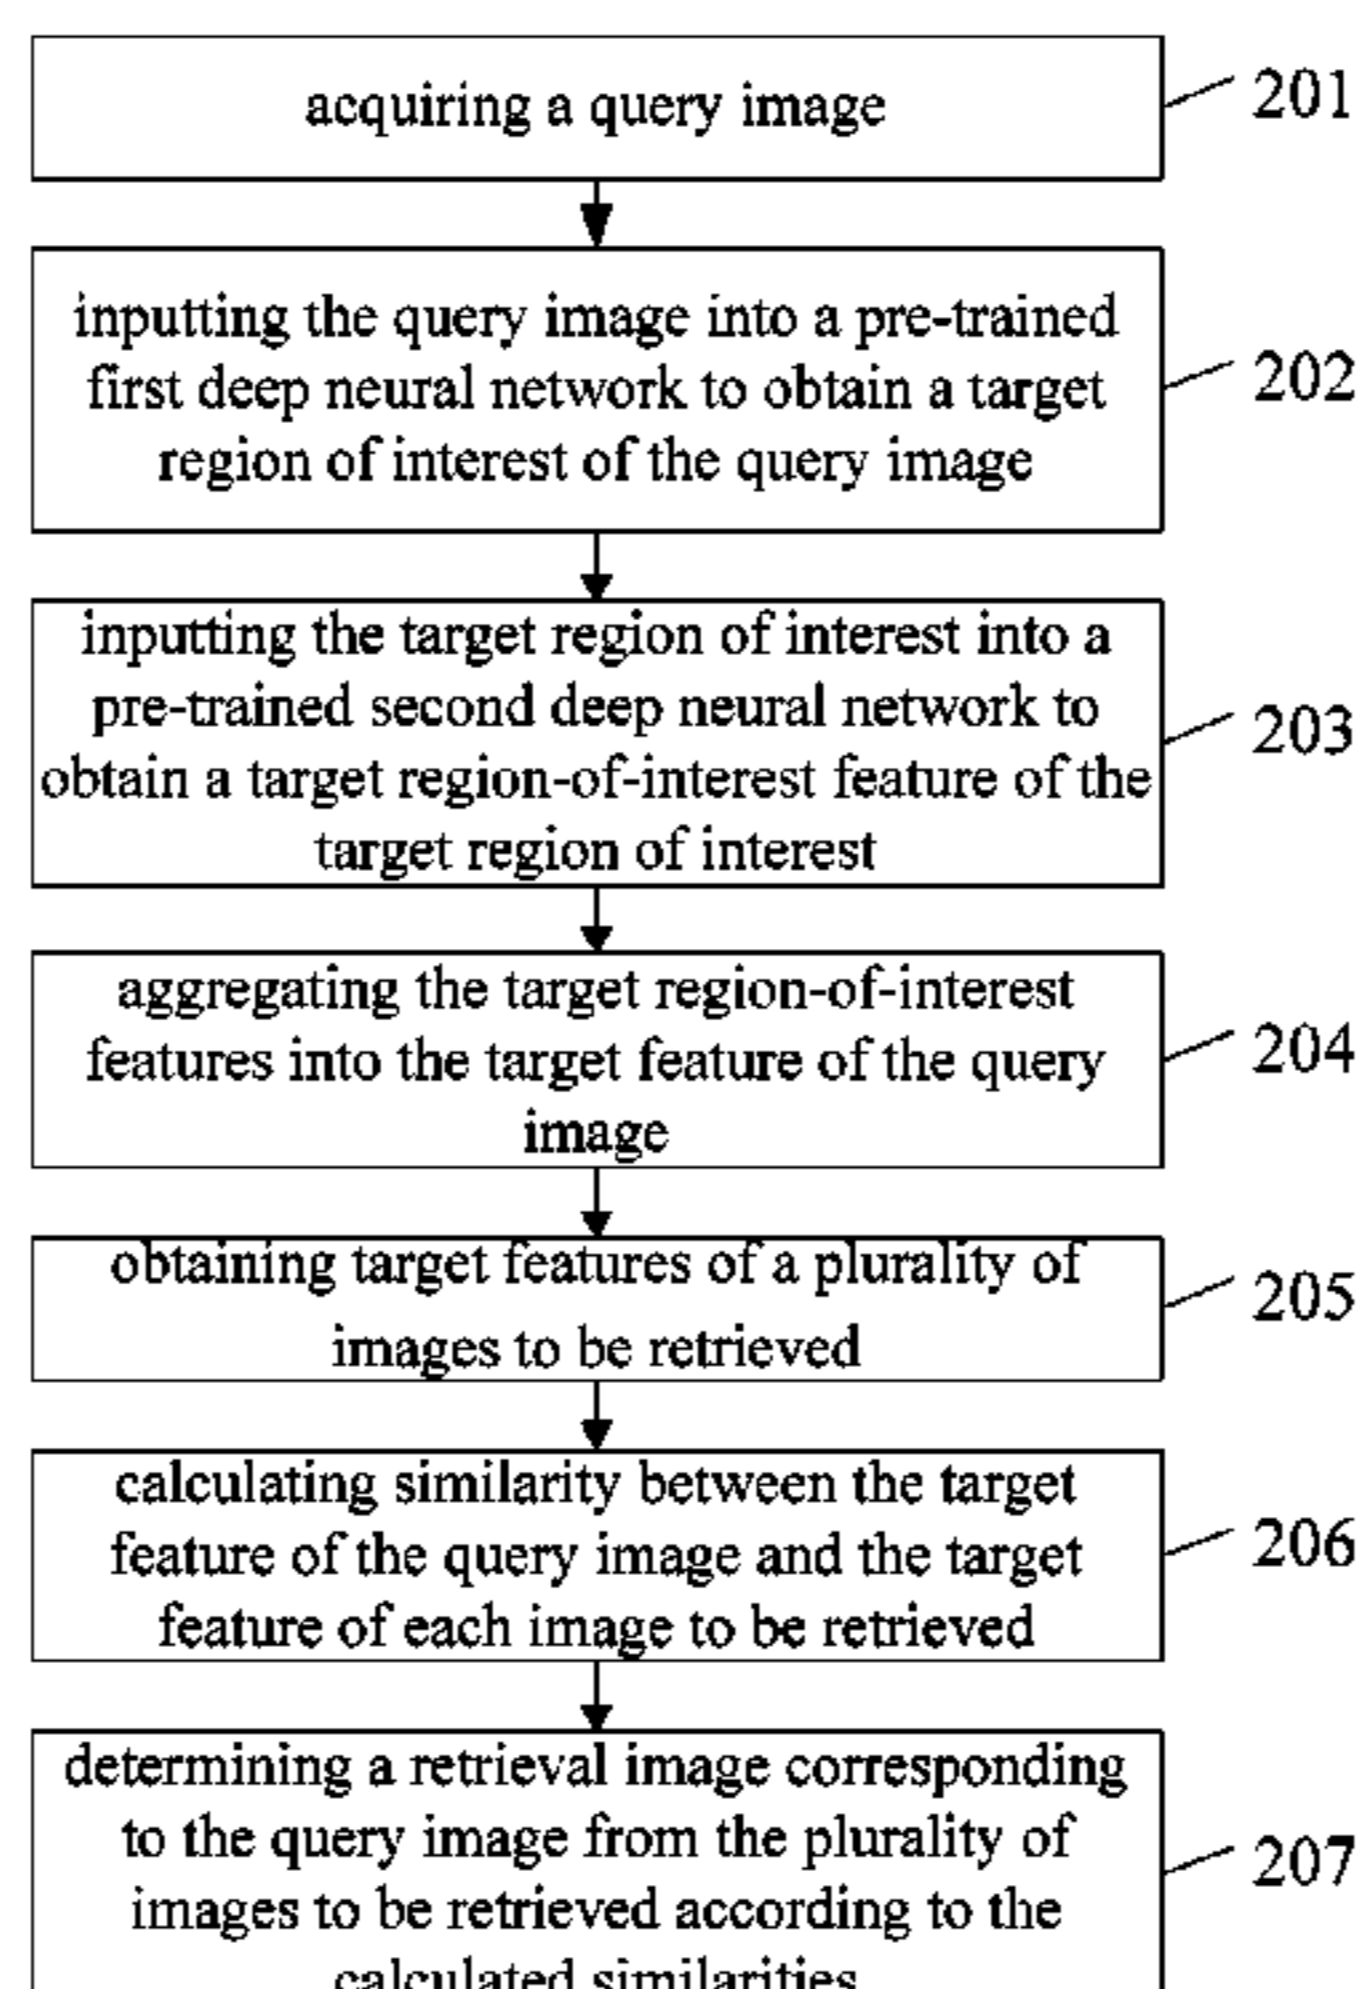 acquiring a query image
201
inputting the query image into a pre-trained
first deep neural network to obtain a target
region of interest of the query image
202
inputting the target region of interest into a
pre-trained second deep neural network to
obtain a target region-of-interest feature of the
target region of interest
203
aggregating the target region-of-interest
features into the target feature of the query
image
204
obtaining target features of a plurality of
images to be retrieved
205
calculating similarity between the target
feature of the query image and the target
feature of each image to be retrieved
206
determining a retrieval image corresponding
to the query image from the plurality of
images to be retrieved according to the
calculated similarities
207